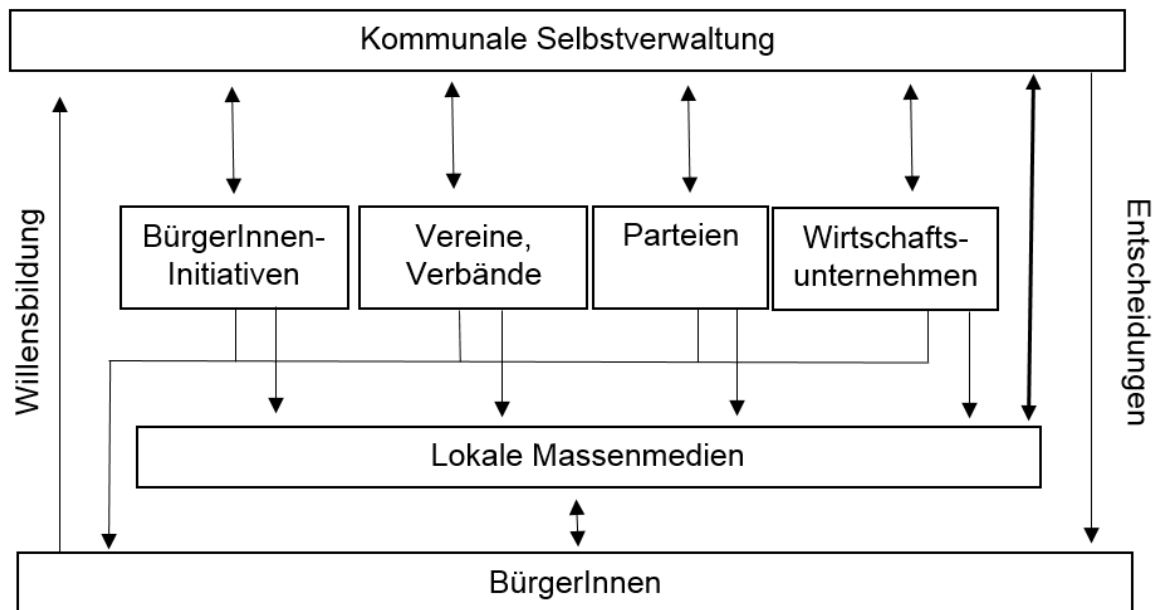 Kommunale Selbstverwaltung
Willensbildung
BürgerInnen-
Initiativen
Vereine,
Verbände
Parteien
Wirtschafts-
unternehmen
Entscheidungen
Lokale Massenmedien
BürgerInnen